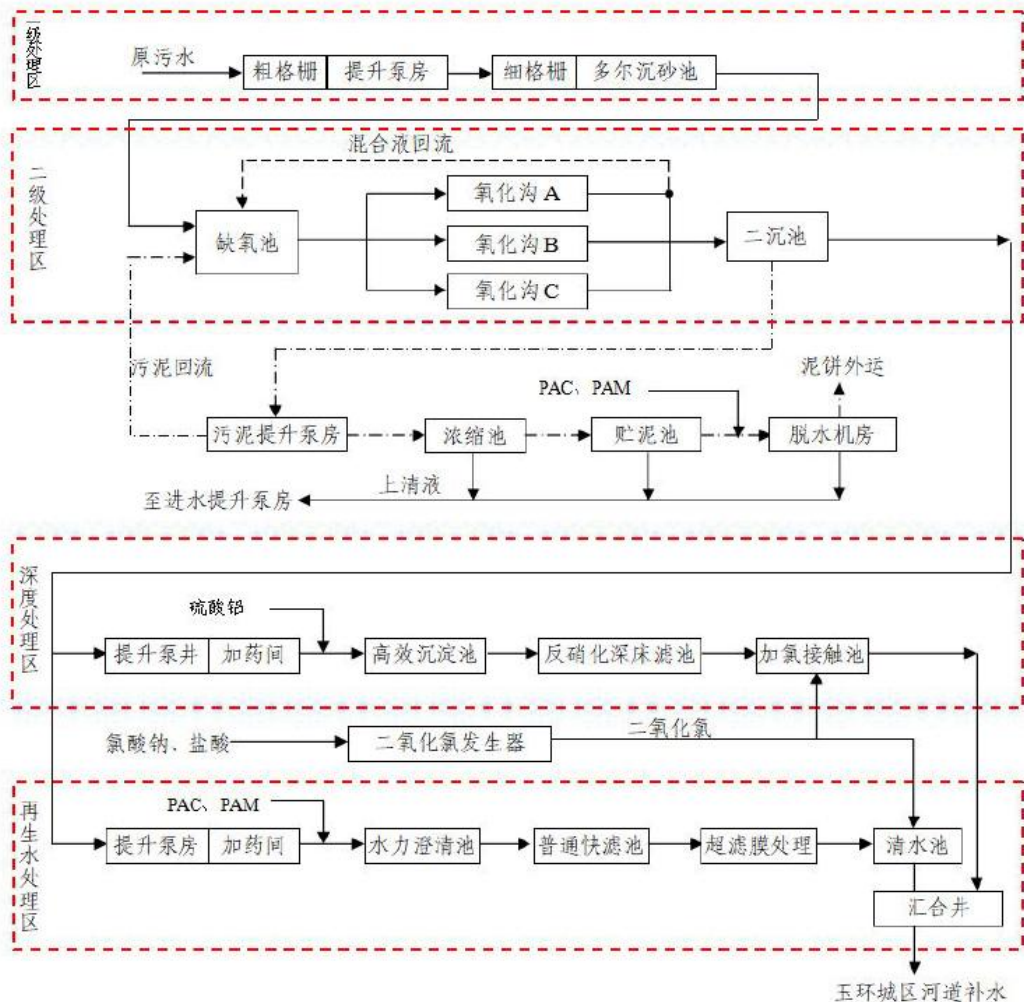 一级处理区
原污水
粗格栅 提升泵房 细格栅 多尔沉砂池
二级处理区
混合液回流
缺氧池
氧化沟 A
氧化沟 B
氧化沟 C
二沉池
污泥回流
PAC、PAM
泥饼外运
污泥提升泵房 浓缩池 贮泥池 脱水机房
上清液
至进水提升泵房
深度处理区
硫酸铝
提升泵井 加药间 高效沉淀池 反硝化深床滤池 加氯接触池
氯酸钠、盐酸 二氧化氯发生器 二氧化氯
再生水处理区
PAC、PAM
提升泵房 加药间 水力澄清池 普通快滤池 超滤膜处理 清水池
汇合井
玉环城区河道补水